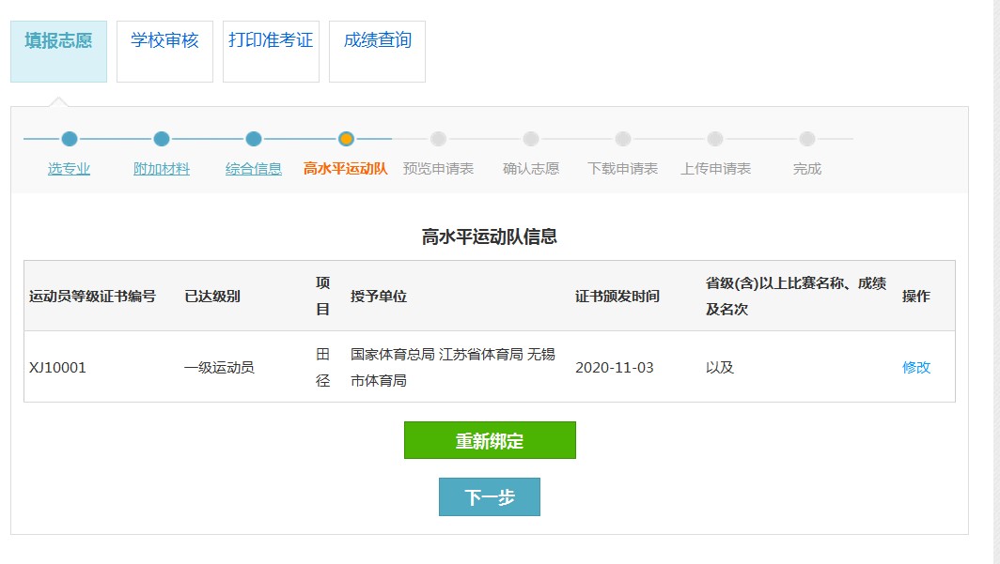 填报志愿 学校审核 打印准考证 成绩查询
选专业 附加材料 综合信息 高水平运动队 预览申请表 确认志愿 下载申请表 上传申请表 完成
高水平运动队信息
运动员等级证书编号 已达级别 项目 授予单位 证书颁发时间 省级(含)以上比赛名称、成绩及名次 操作
XJ10001 一级运动员 田径 国家体育总局 江苏省体育局 无锡市体育局 2020-11-03 以及 修改
重新绑定
下一步